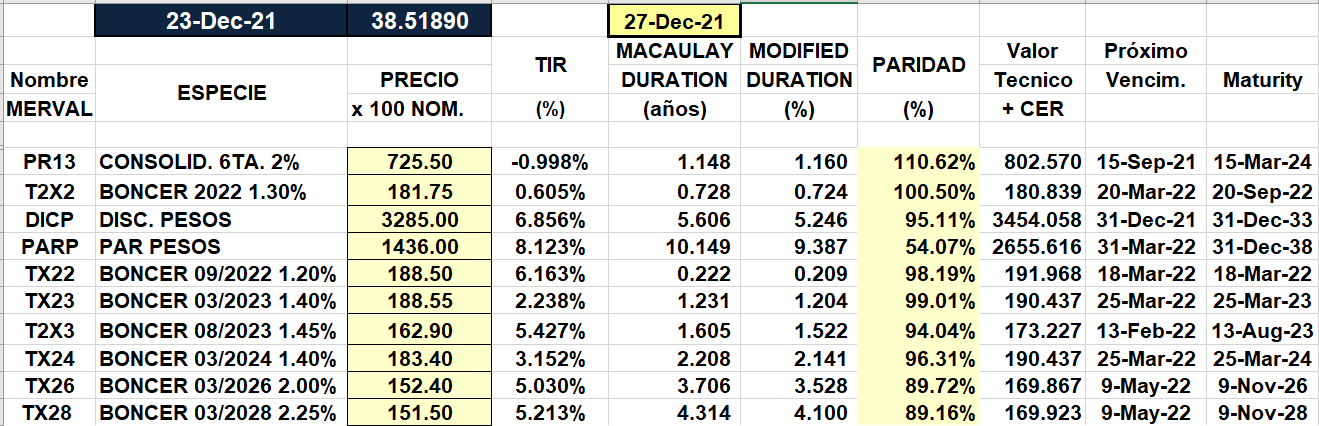 23-Dec-21 38.51890 27-Dec-21
MACAULAY MODIFIED Valor Próximo
TIR PARIDAD
Nombre PRECIO DURATION DURATION Tecnico Vencim. Maturity
ESPECIE
MERVAL x 100 NOM. (%) (años) (%) (%) + CER
PR13 CONSOLID. 6TA. 2% 725.50 -0.998% 1.148 1.160 110.62% 802.570 15-Sep-21 15-Mar-24
T2X2 BONCER 2022 1.30% 181.75 0.605% 0.728 0.724 100.50% 180.839 20-Mar-22 20-Sep-22
DICP DISC. PESOS 3285.00 6.856% 5.606 5.246 95.11% 3454.058 31-Dec-21 31-Dec-33
PARP PAR PESOS 1436.00 8.123% 10.149 9.387 54.07% 2655.616 31-Mar-22 31-Dec-38
TX22 BONCER 09/2022 1.20% 188.50 6.163% 0.222 0.209 98.19% 191.968 18-Mar-22 18-Mar-22
TX23 BONCER 03/2023 1.40% 188.55 2.238% 1.231 1.204 99.01% 190.437 25-Mar-22 25-Mar-23
T2X3 BONCER 08/2023 1.45% 162.90 5.427% 1.605 1.522 94.04% 173.227 13-Feb-22 13-Aug-23
TX24 BONCER 03/2024 1.40% 183.40 3.152% 2.208 2.141 96.31% 190.437 25-Mar-22 25-Mar-24
TX26 BONCER 03/2026 2.00% 152.40 5.030% 3.706 3.528 89.72% 169.867 9-May-22 9-Nov-26
TX28 BONCER 03/2028 2.25% 151.50 5.213% 4.314 4.100 89.16% 169.923 9-May-22 9-Nov-28